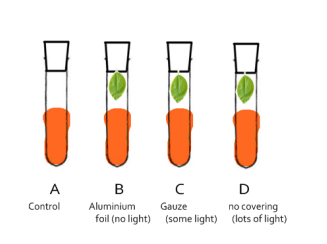 A B C D
Control Aluminium Gauze no covering
foil (no light) (some light) (lots of light)